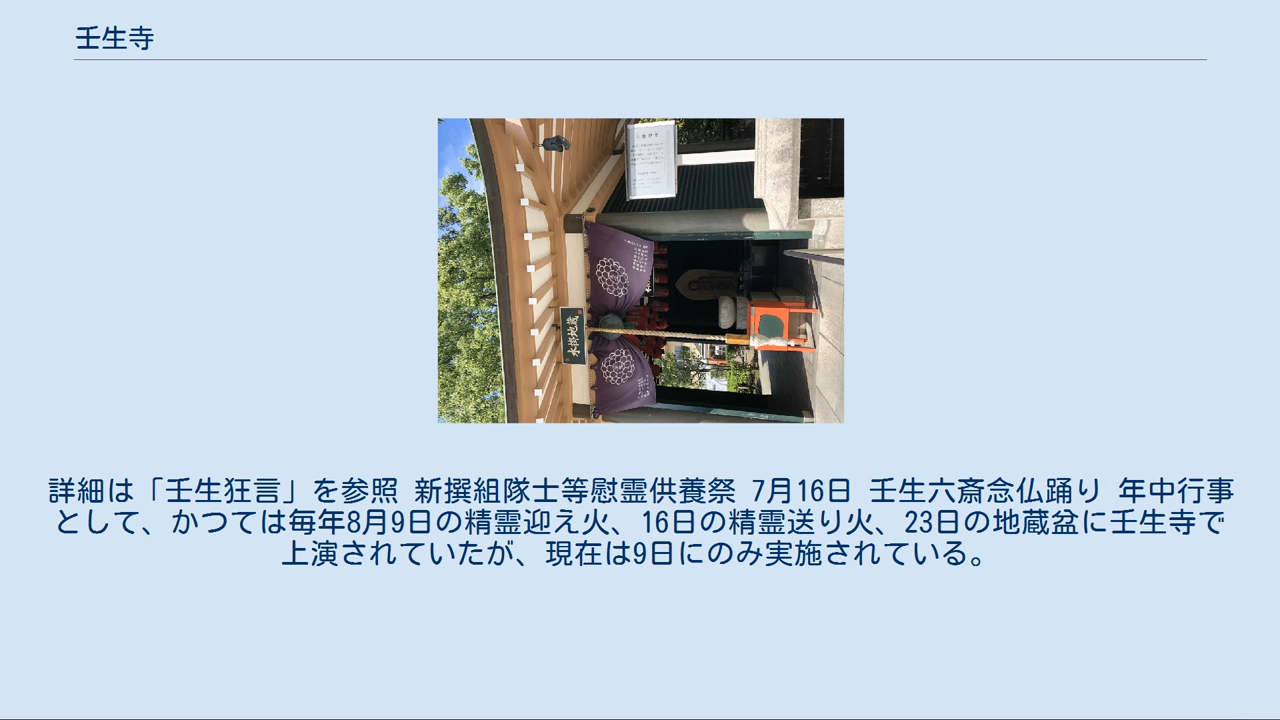 壬生寺
水掛地蔵
詳細は「壬生狂言」を参照 新撰組隊士等慰霊供養祭 7月16日 壬生六斎念仏踊り 年中行事
として、かつては毎年8月9日の精霊迎え火、16日の精霊送り火、23日の地蔵盆に壬生寺で
上演されていたが、現在は9日にのみ実施されている。